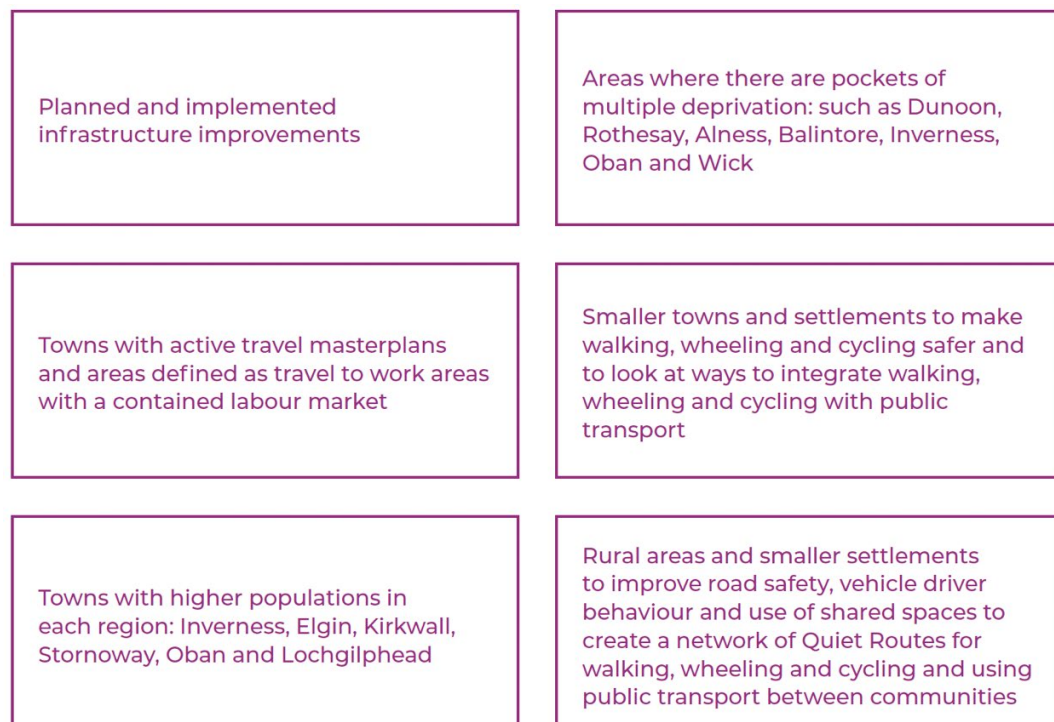 Planned and implemented
infrastructure improvements
Areas where there are pockets of
multiple deprivation: such as Dunoon,
Rothesay, Alness, Balintore, Inverness,
Oban and Wick
Towns with active travel masterplans
and areas defined as travel to work areas
with a contained labour market
Smaller towns and settlements to make
walking, wheeling and cycling safer and
to look at ways to integrate walking,
wheeling and cycling with public
transport
Towns with higher populations in
each region: Inverness, Elgin, Kirkwall,
Stornoway, Oban and Lochgilphead
Rural areas and smaller settlements
to improve road safety, vehicle driver
behaviour and use of shared spaces to
create a network of Quiet Routes for
walking, wheeling and cycling and using
public transport between communities